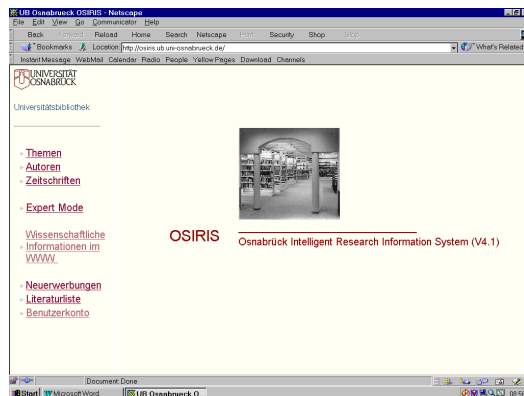 UB Osnabrueck OSIRIS - Netscape
File Edit View Go Communicator Help
Back Forward Reload Home Search Netscape Print Security Shop Stop
Bookmarks Location: http://osiris.ub.uni-osnabrueck.de/ What's Related
Instant Message WebMail Calendar Radio People Yellow Pages Download Channels
UNIVERSITÄT
OSNABRÜCK
Universitätsbibliothek
Themen
Autoren
Zeitschriften
Expert Mode
Wissenschaftliche
Informationen im
WWW
OSIRIS
Osnabrück Intelligent Research Information System (V4.1)
Neuerwerbungen
Literaturliste
Benutzerkonto
Document: Done
Start Microsoft Word UB Osnabrueck O... 08:50